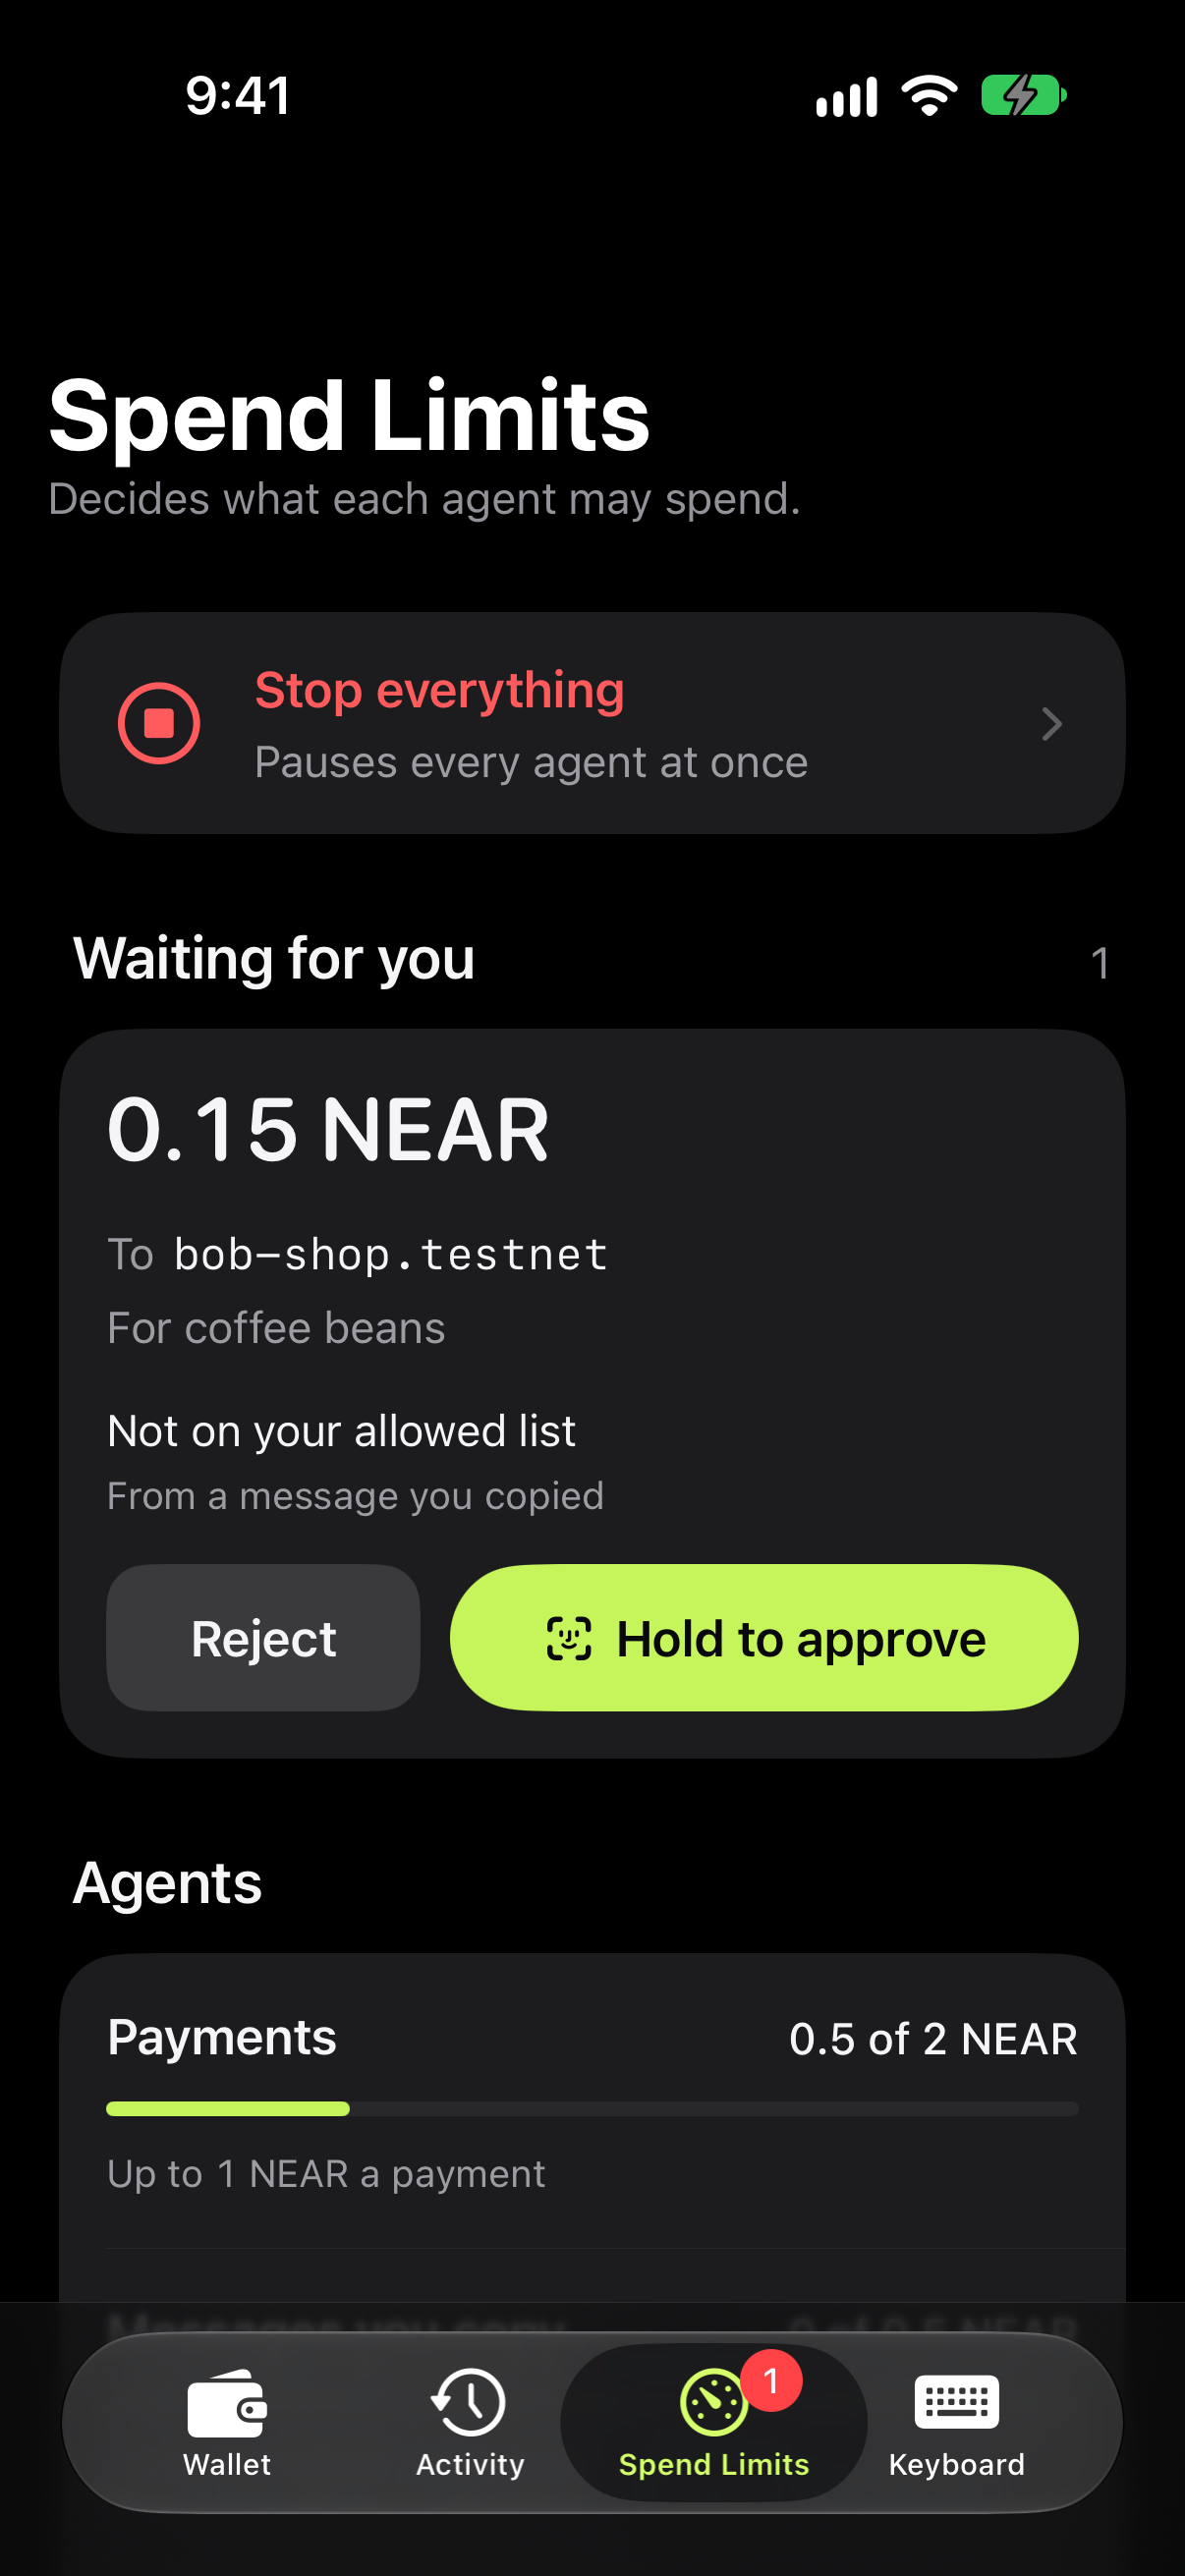 9:41
Spend Limits
Decides what each agent may spend.
Stop everything
Pauses every agent at once
Waiting for you
1
0.15 NEAR
To bob-shop.testnet
For coffee beans
Not on your allowed list
From a message you copied
Reject
Hold to approve
Agents
Payments
0.5 of 2 NEAR
Up to 1 NEAR a payment
1
Wallet
Activity
Spend Limits
Keyboard